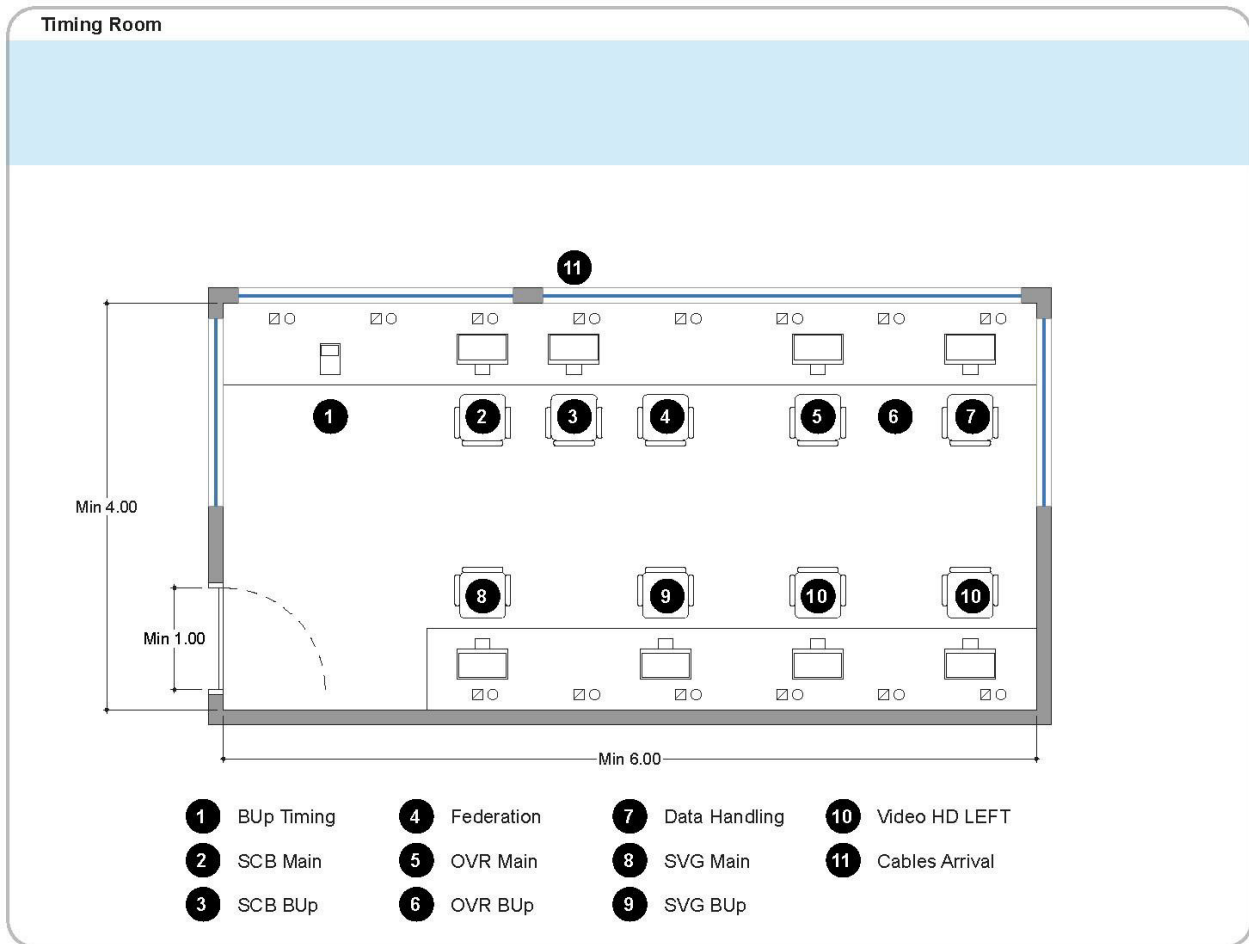 Timing Room
11
1 2 3 4 5 6 7
Min 4.00
8 9 10 10
Min 1.00
Min 6.00
1 BUp Timing
2 SCB Main
3 SCB BUp
4 Federation
5 OVR Main
6 OVR BUp
7 Data Handling
8 SVG Main
9 SVG BUp
10 Video HD LEFT
11 Cables Arrival